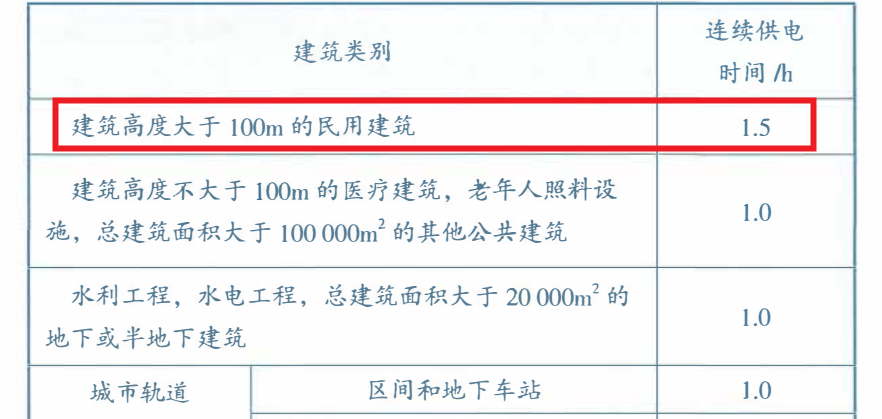 建筑类别
连续供电
时间 /h
建筑高度大于 100m 的民用建筑
1.5
建筑高度不大于 100m 的医疗建筑，老年人照料设
施，总建筑面积大于 100 000m² 的其他公共建筑
1.0
水利工程，水电工程，总建筑面积大于 20 000m² 的
地下或半地下建筑
1.0
城市轨道
区间和地下车站
1.0